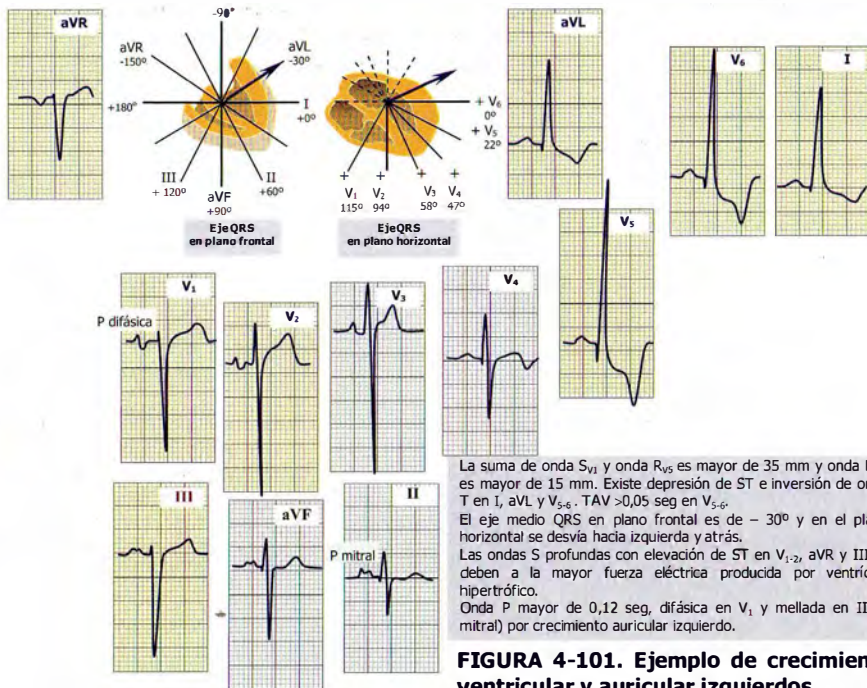 aVR
-90°
aVR
-150°
aVL
-30°
+180°
I
+0°
III
+ 120°
II
+60°
aVF
+90°
EjeQRS
en plano frontal
+ V6
0°
+ V5
22°
+
V1
115°
+
V2
94°
+
V3
58°
+
V4
47°
EjeQRS
en plano horizontal
aVL
V6
I
V5
P difásica
V1
V2
V3
V4
III
aVF
P mitral
II
La suma de onda SV1 y onda RV5 es mayor de 35 mm y onda
es mayor de 15 mm. Existe depresión de ST e inversión de
T en I, aVL y V5-6. TAV >0,05 seg en V5-6.
El eje medio QRS en plano frontal es de – 30° y en el
horizontal se desvía hacia izquierda y atrás.
Las ondas S profundas con elevación de ST en V1-2, aVR y III
deben a la mayor fuerza eléctrica producida por
hipertrófico.
Onda P mayor de 0,12 seg, difásica en V1 y mellada en II
mitral) por crecimiento auricular izquierdo.
FIGURA 4-101. Ejemplo de
ventricular y auricular izquierdos